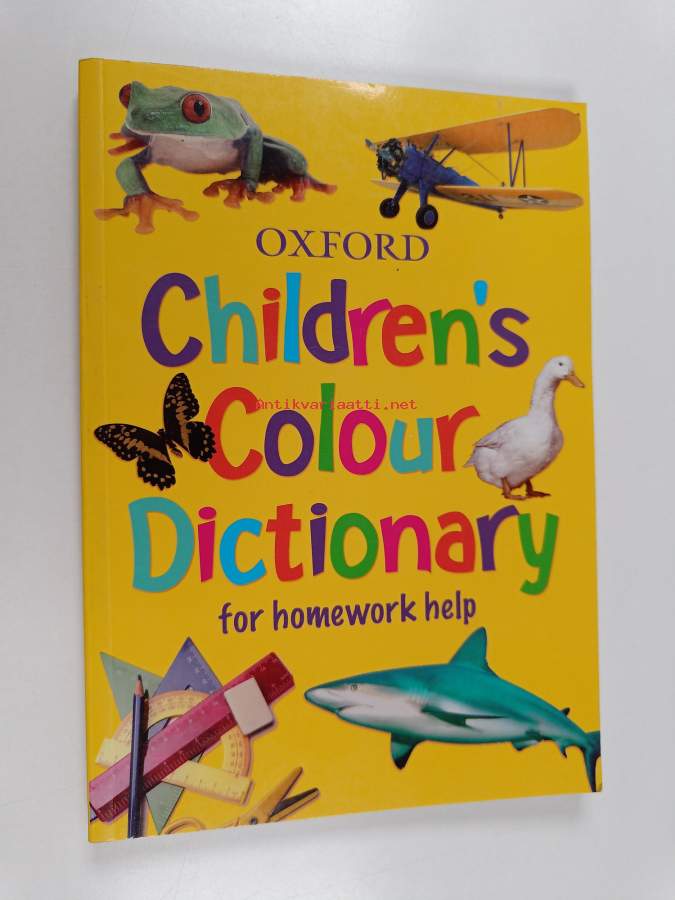 OXFORD
Children's
Antikvariaatti.net
Colour
Dictionary
for homework help